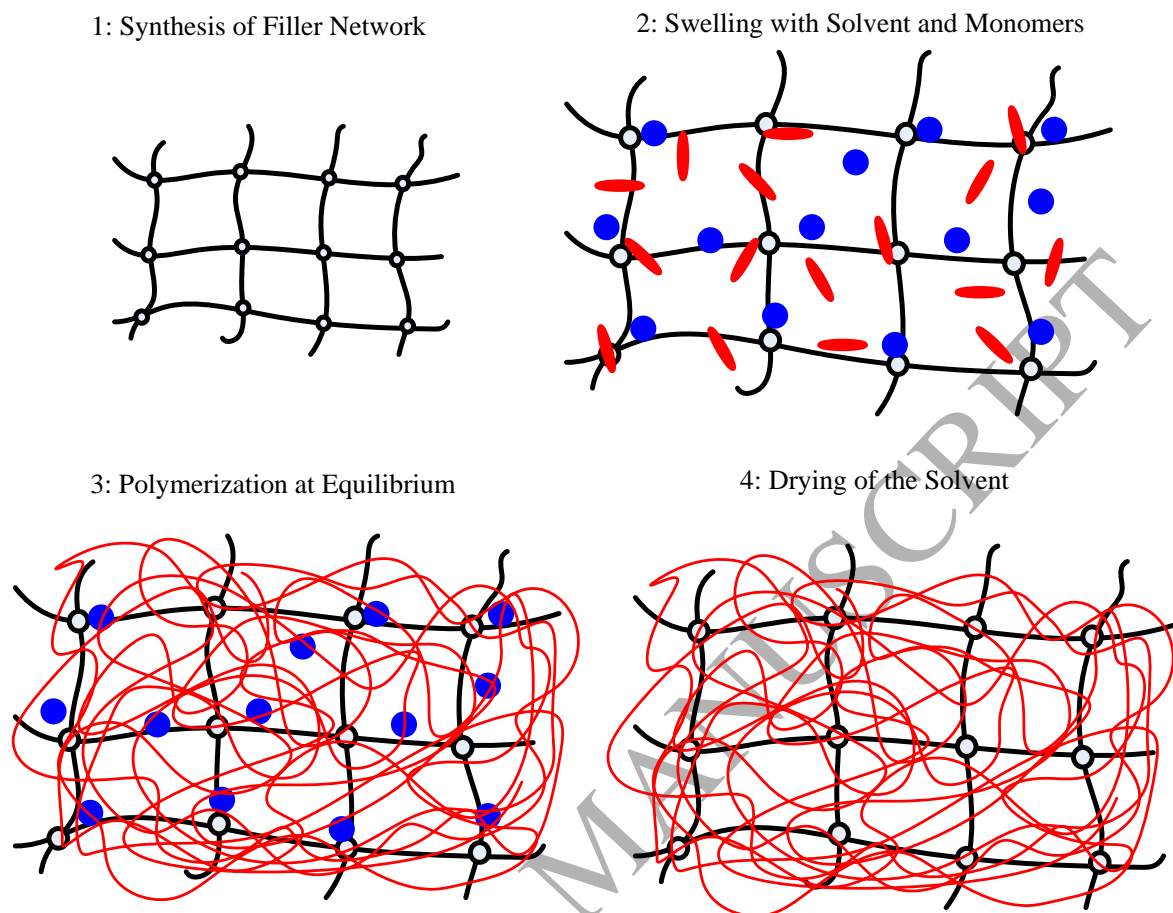 1: Synthesis of Filler Network
2: Swelling with Solvent and Monomers
3: Polymerization at Equilibrium
4: Drying of the Solvent
MANUSCRIPT